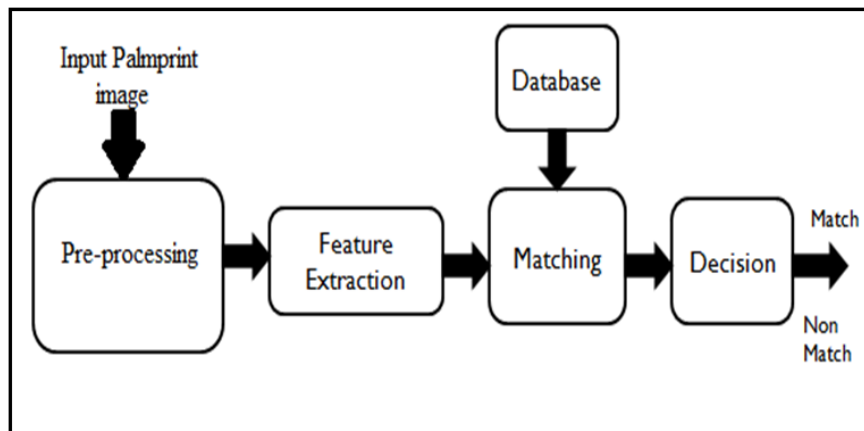 Input Palmprint
image
Database
Pre-processing
Feature
Extraction
Matching
Decision
Match
Non
Match